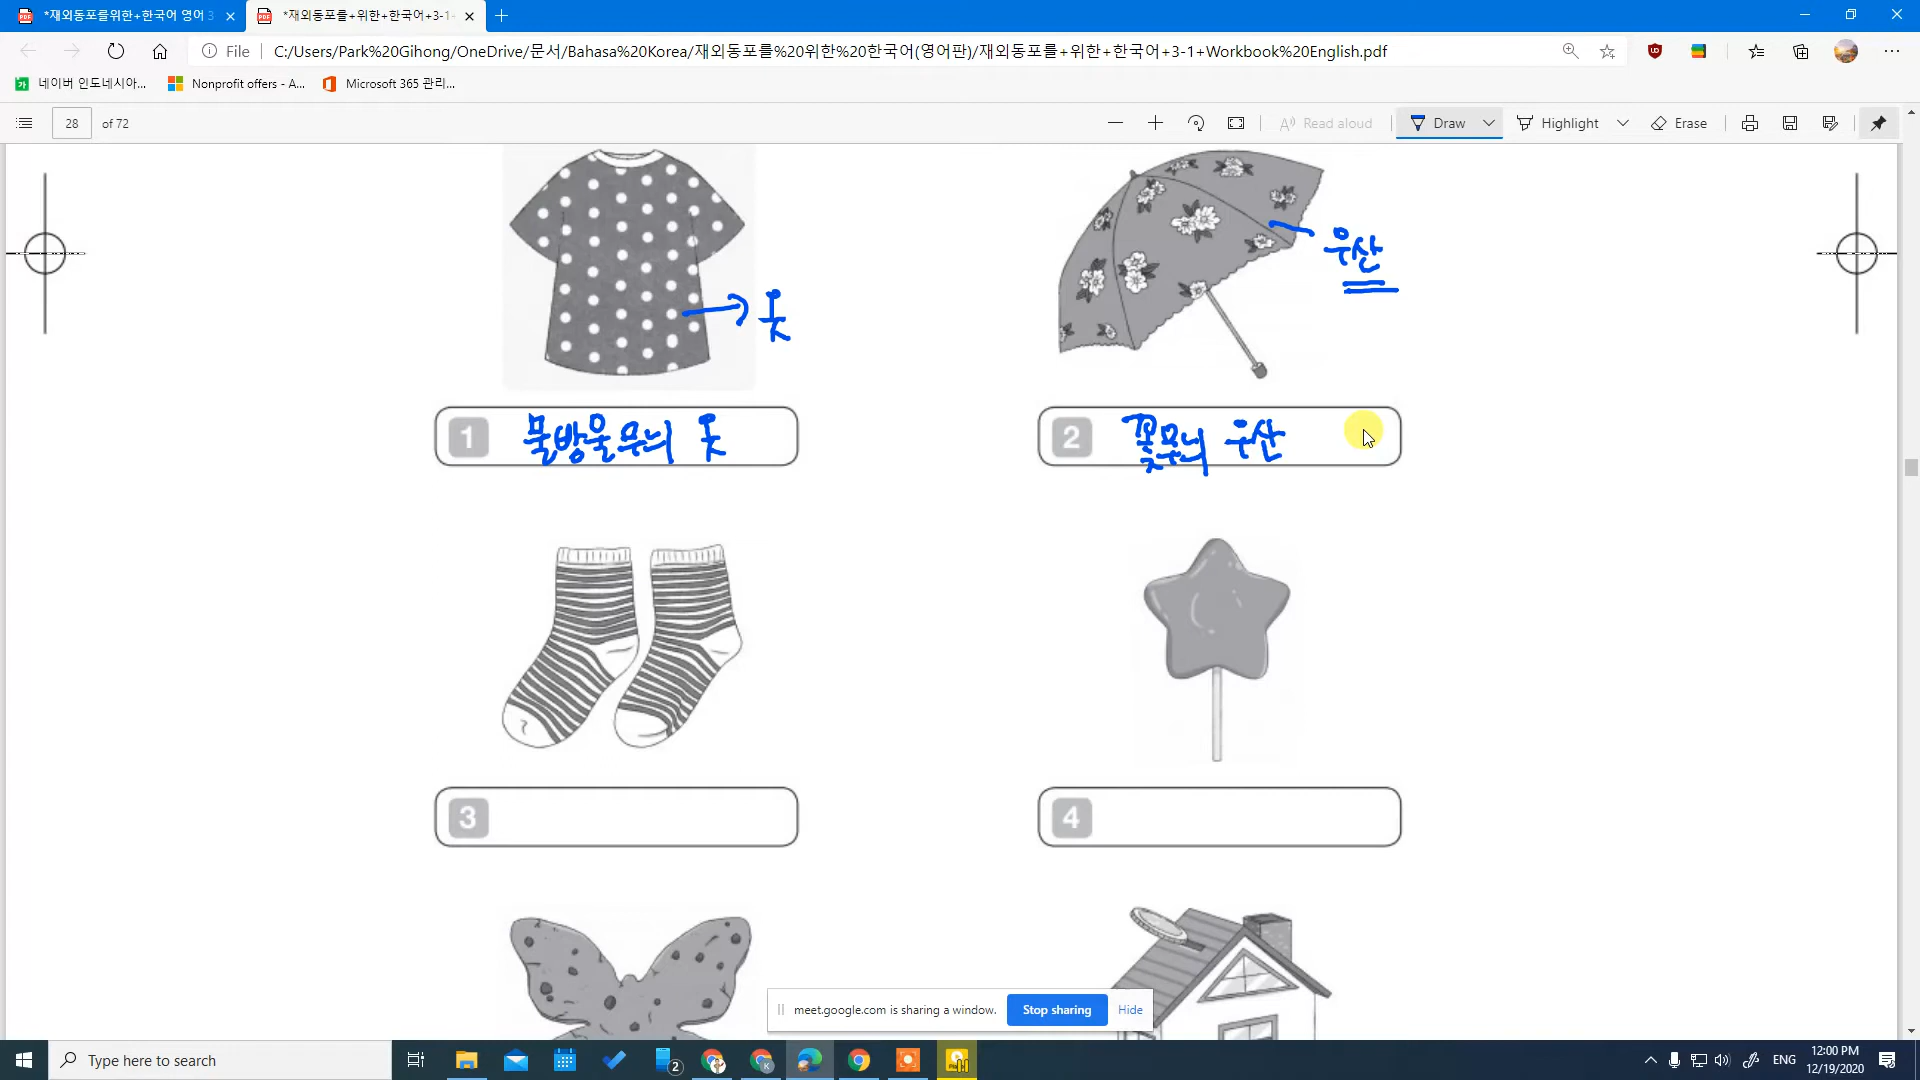 *재외동포를위한+한국어 영어 3
*재외동포를+위한+한국어+3-1+
File
C:/Users/Park%20Gihong/OneDrive/문서/Bahasa%20Korea/재외동포를%20위한%20한국어(영어판)/재외동포를+위한+한국어+3-1+Workbook%20English.pdf
네이버 인도네시아... Nonprofit offers - A... Microsoft 365 관리...
28 of 72
Read aloud Draw Highlight Erase
우산
옷
1 물방울무늬 옷
2 꽃무늬 우산
3
4
meet.google.com is sharing a window. Stop sharing Hide
Type here to search
2
ENG
12:00 PM
12/19/2020